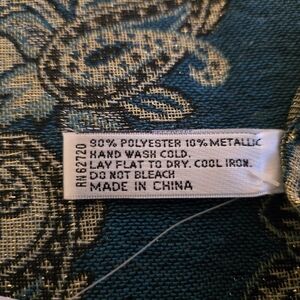 RN 62720
90% POLYESTER 10% METALLIC
HAND WASH COLD.
LAY FLAT TO DRY. COOL IRON.
DO NOT BLEACH
MADE IN CHINA